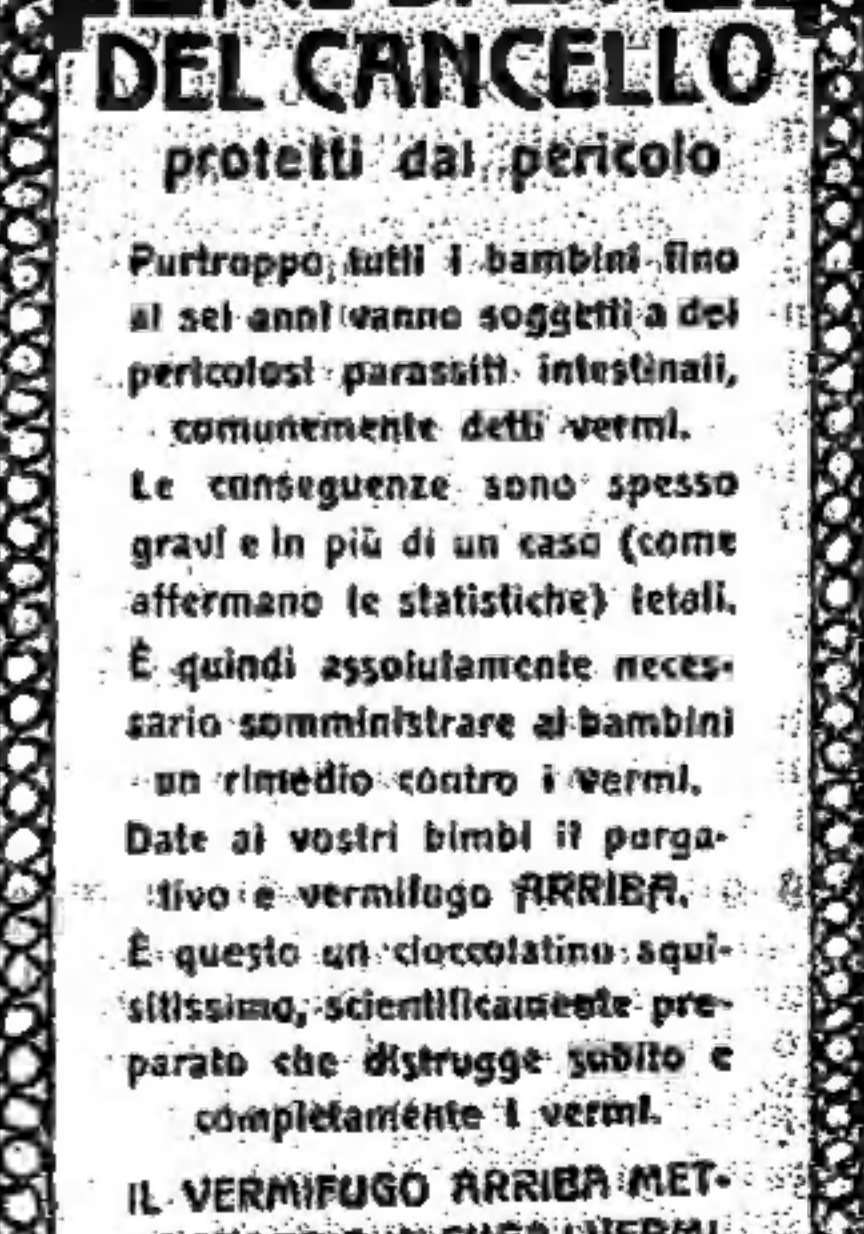 DEL CANCELLO
protetti dal pericolo
Purtroppo, tutti i bambini fino
ai sei anni vanno soggetti a dei
pericolosi parassiti intestinali,
comunemente detti vermi.
Le conseguenze sono spesso
gravi e in più di un caso (come
affermano le statistiche) letali.
È quindi assolutamente neces-
sario somministrare ai bambini
un rimedio contro i vermi.
Date ai vostri bimbi il purga-
tivo e vermifugo ARRIBA.
È questo un cioccolatino squi-
sitissimo, scientificamente pre-
parato che distrugge subito e
completamente i vermi.
IL VERMIFUGO ARRIBA MET-